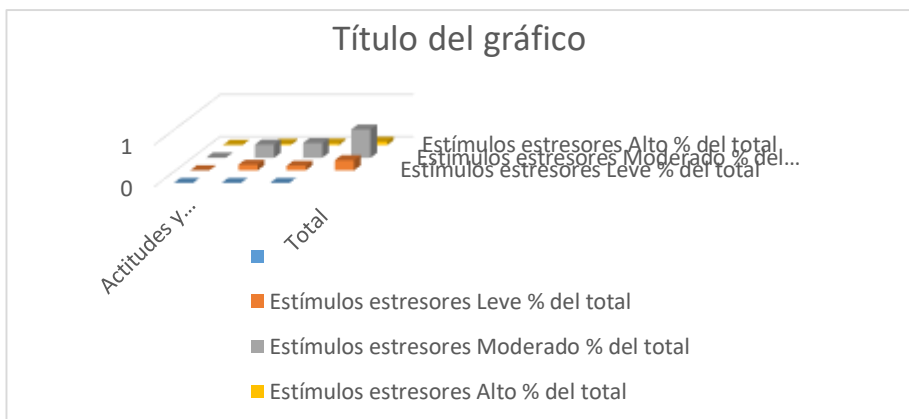 Título del gráfico
1
0
Estímulos estresores Alto % del total
Estímulos estresores Moderado % del...
Estímulos estresores Leve % del total
Actitudes y...
Total
Estímulos estresores Leve % del total
Estímulos estresores Moderado % del total
Estímulos estresores Alto % del total